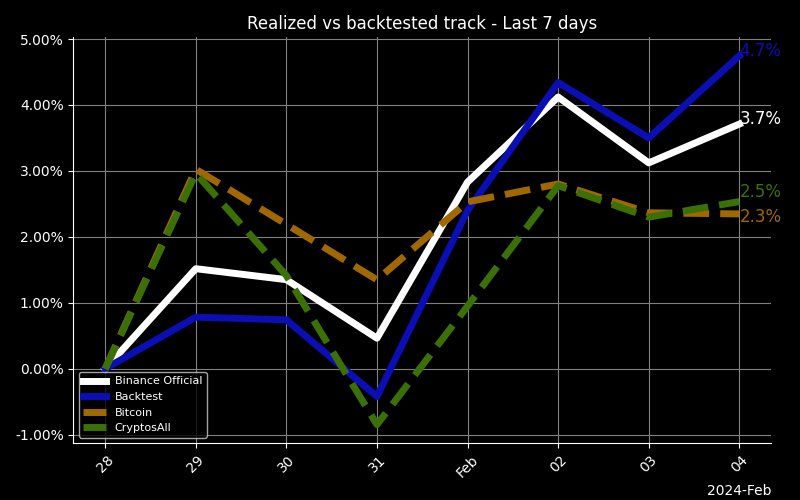 Realized vs backtested track - Last 7 days
5.00%
4.00%
3.00%
2.00%
1.00%
0.00%
-1.00%
4.7%
3.7%
2.5%
2.3%
Binance Official
Backtest
Bitcoin
CryptosAll
28
29
30
31
Feb
02
03
04
2024-Feb